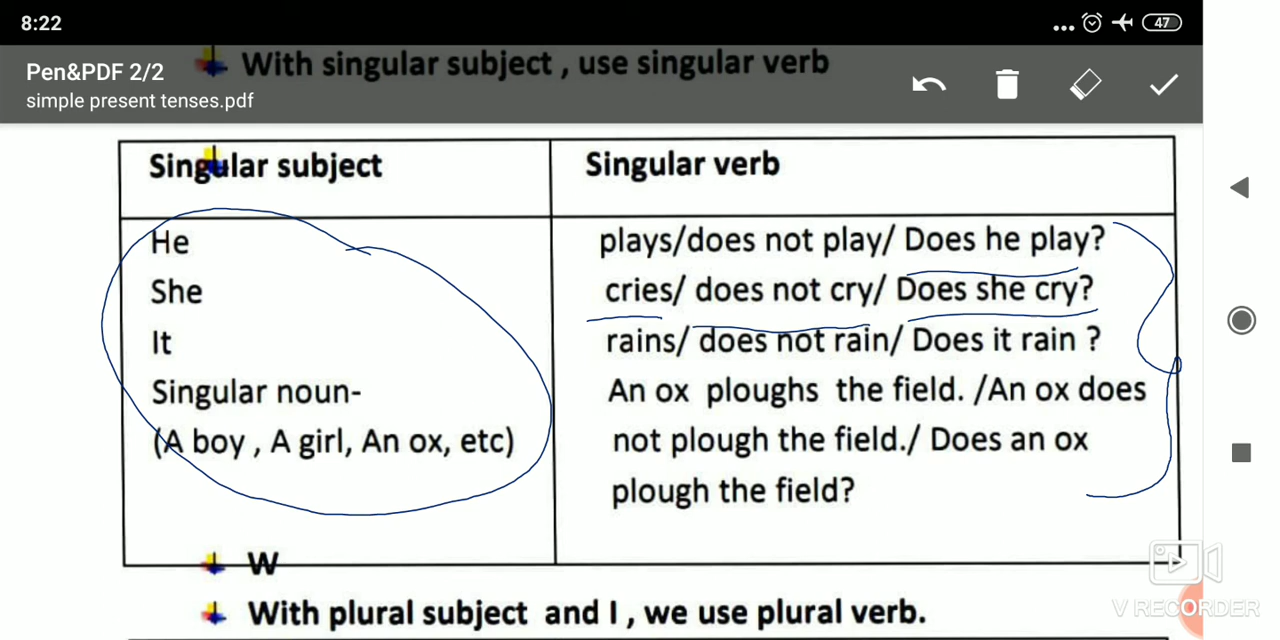 8:22
... 47
With singular subject , use singular verb
Pen&PDF 2/2
simple present tenses.pdf
Singular subject
Singular verb
He
plays/does not play/ Does he play?
She
cries/ does not cry/ Does she cry?
It
rains/ does not rain/ Does it rain ?
Singular noun-
An ox ploughs the field. /An ox does
(A boy , A girl, An ox, etc)
not plough the field./ Does an ox
plough the field?
W
With plural subject and I , we use plural verb.
V RECORDER